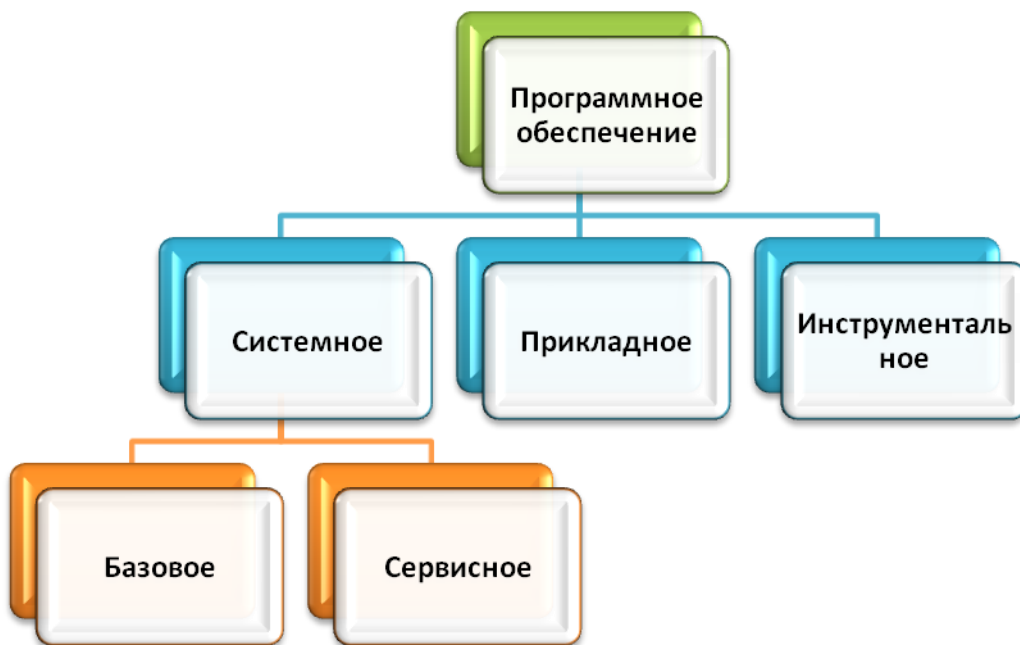 Программное
обеспечение
Системное
Прикладное
Инструменталь
ное
Базовое
Сервисное